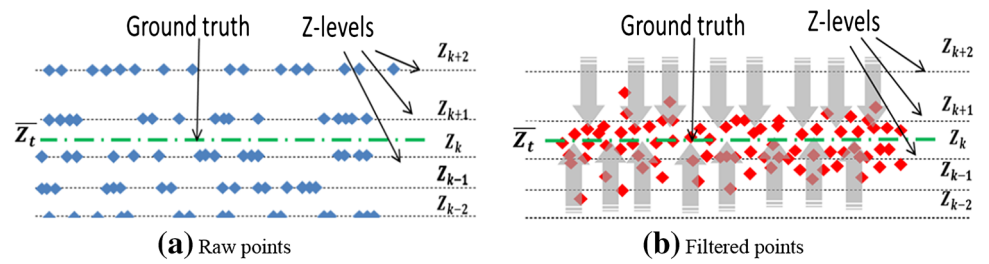 Ground truth
Z-levels
Z_{k+2}
Z_{k+1}
\overline{Z_t}
Z_k
Z_{k-1}
Z_{k-2}
(a) Raw points
Ground truth
Z-levels
Z_{k+2}
Z_{k+1}
\overline{Z_t}
Z_k
Z_{k-1}
Z_{k-2}
(b) Filtered points